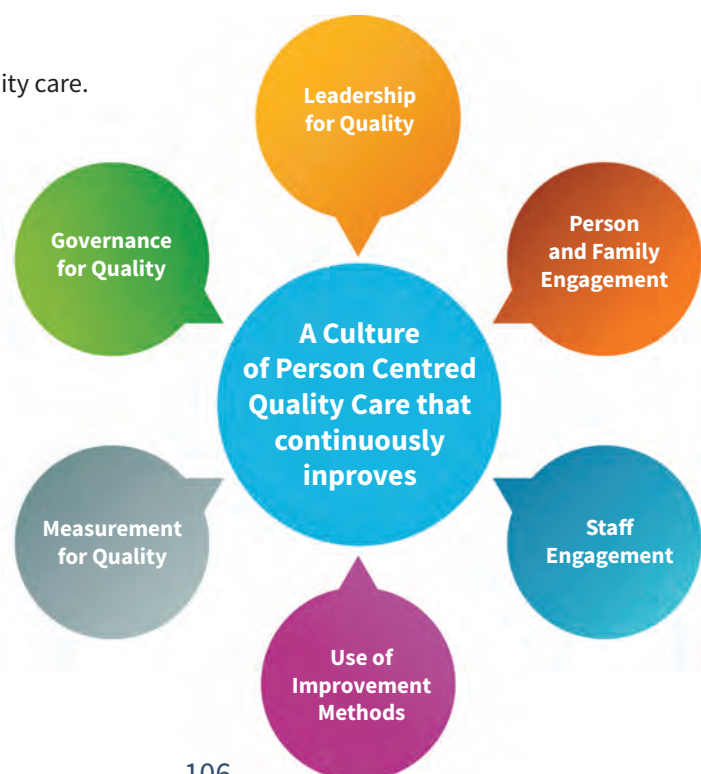 ity care.
Leadership
for Quality
Person
and Family
Engagement
Governance
for Quality
A Culture
of Person Centred
Quality Care that
continuously
inproves
Measurement
for Quality
Staff
Engagement
Use of
Improvement
Methods
106